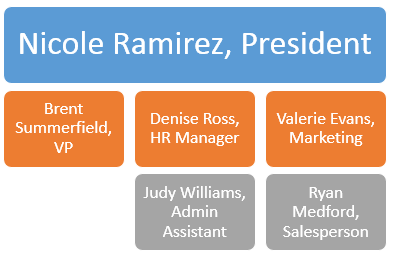 Nicole Ramirez, President
Brent
Summerfield,
VP
Denise Ross,
HR Manager
Valerie Evans,
Marketing
Judy Williams,
Admin
Assistant
Ryan
Medford,
Salesperson